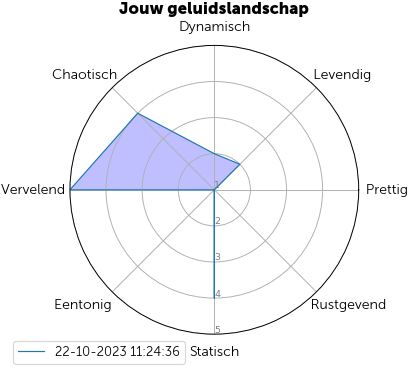 Jouw geluidslandschap
Dynamisch
Chaotisch
Levendig
Vervelend
Prettig
1
2
3
4
5
Eentonig
Rustgevend
22-10-2023 11:24:36
Statisch